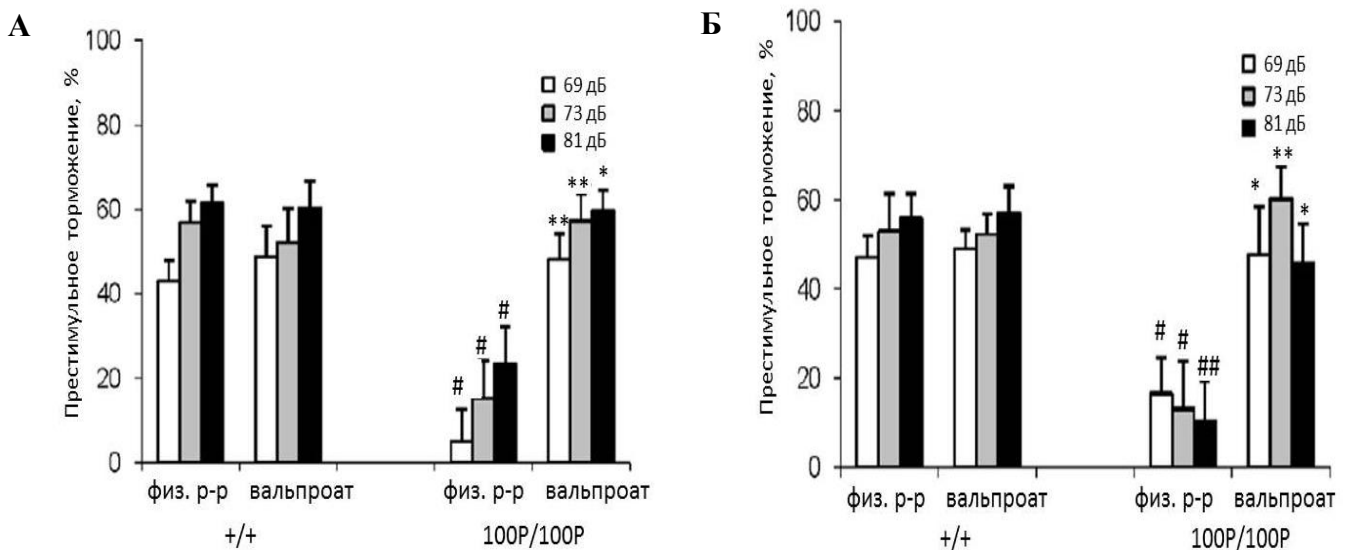 А
Престимульное торможение, %
100
80
60
40
20
0
69 дБ
73 дБ
81 дБ
# # #
** ** *
физ. р-р вальпроат физ. р-р вальпроат
+/+ 100P/100P
Б
Престимульное торможение, %
100
80
60
40
20
0
69 дБ
73 дБ
81 дБ
# # ##
* ** *
физ. р-р вальпроат физ. р-р вальпроат
+/+ 100P/100P